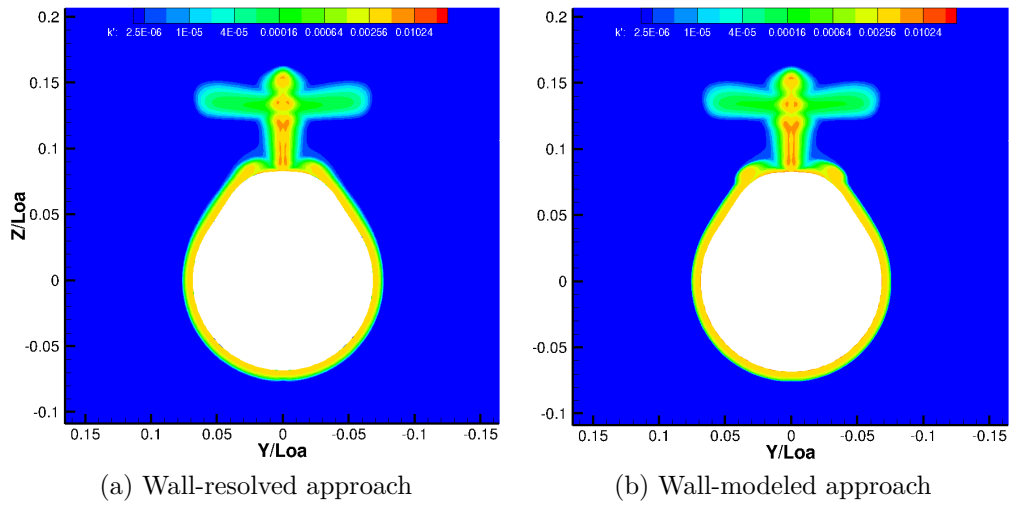 k': 2.5E-06 1E-05 4E-05 0.00016 0.00064 0.00256 0.01024
0.2
0.15
0.1
0.05
0
-0.05
-0.1
Z/Loa
0.15 0.1 0.05 0 -0.05 -0.1 -0.15
Y/Loa
(a) Wall-resolved approach
k': 2.5E-06 1E-05 4E-05 0.00016 0.00064 0.00256 0.01024
0.2
0.15
0.1
0.05
0
-0.05
-0.1
0.15 0.1 0.05 0 -0.05 -0.1 -0.15
Y/Loa
(b) Wall-modeled approach